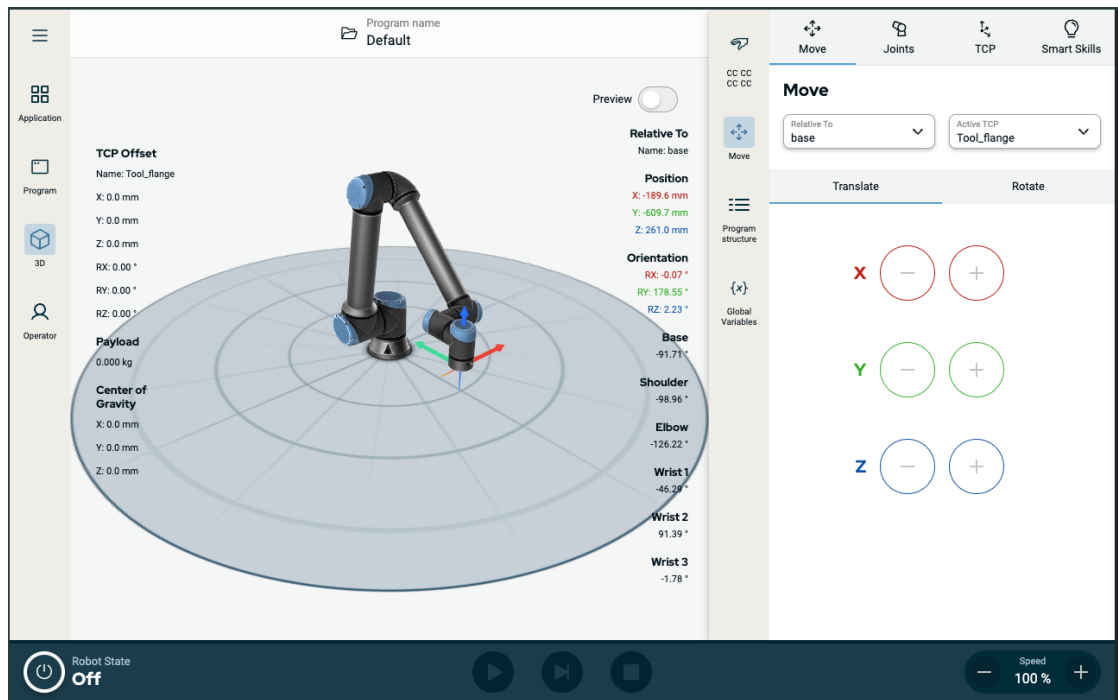 Program name
Default
Application
Program
3D
Operator
Preview
TCP Offset
Name: Tool_flange
X: 0.0 mm
Y: 0.0 mm
Z: 0.0 mm
RX: 0.00 °
RY: 0.00 °
RZ: 0.00 °
Payload
0.000 kg
Center of
Gravity
X: 0.0 mm
Y: 0.0 mm
Z: 0.0 mm
Relative To
Name: base
Position
X: -189.6 mm
Y: -609.7 mm
Z: 261.0 mm
Orientation
RX: -0.07 °
RY: 178.55 °
RZ: 2.23 °
Base
-91.71 °
Shoulder
-98.96 °
Elbow
-126.22 °
Wrist 1
-46.29 °
Wrist 2
91.39 °
Wrist 3
-1.78 °
CC CC
CC CC
Move
Program
structure
{x}
Global
Variables
Move
Joints
TCP
Smart Skills
Move
Relative To
base
Active TCP
Tool_flange
Translate
Rotate
X
Y
Z
Robot State
Off
Speed
100 %